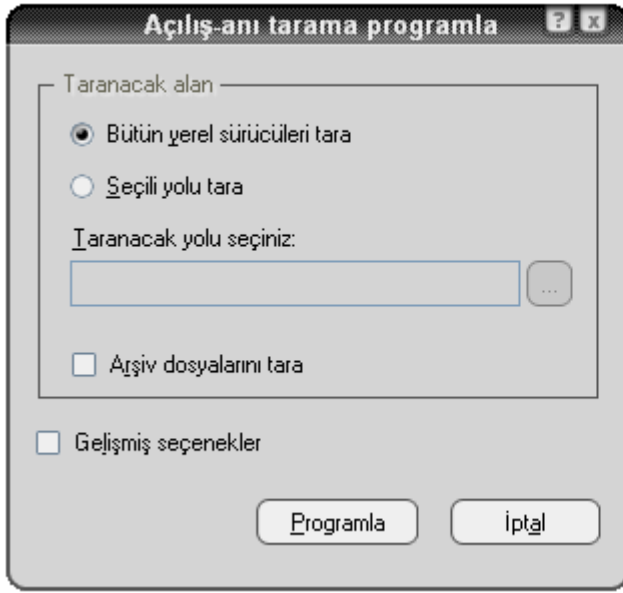 Açılış-anı tarama programla
? x
Taranacak alan
Bütün yerel sürücüleri tara
Seçili yolu tara
Taranacak yolu seçiniz:
...
Arşiv dosyalarını tara
Gelişmiş seçenekler
Programla İptal